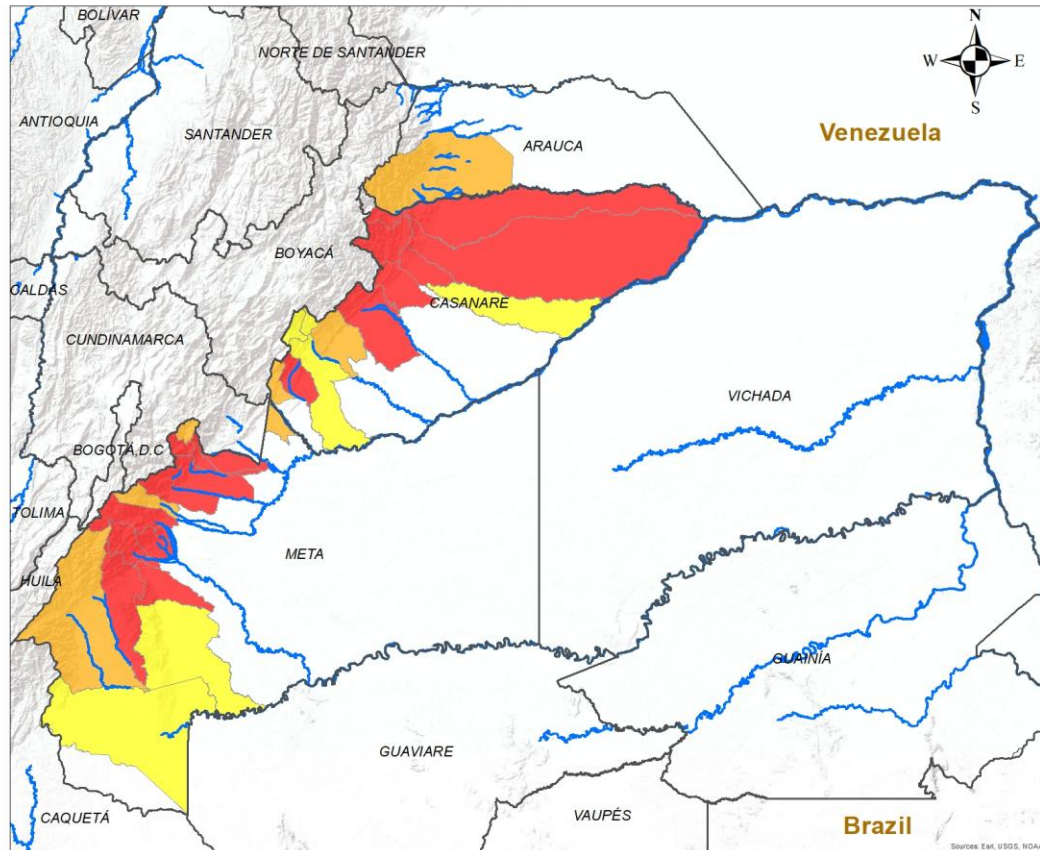 BOLÍVAR
N
NORTE DE SANTANDER
W
E
S
ANTIOQUIA
SANTANDER
ARAUCA
Venezuela
BOYACÁ
CALDAS
CASANARE
CUNDINAMARCA
VICHADA
BOGOTÁ,D.C
TOLIMA
META
HUILA
GUAINÍA
GUAVIARE
CAQUETÁ
VAUPÉS
Brazil
Sources: Esri, USGS, NOAA